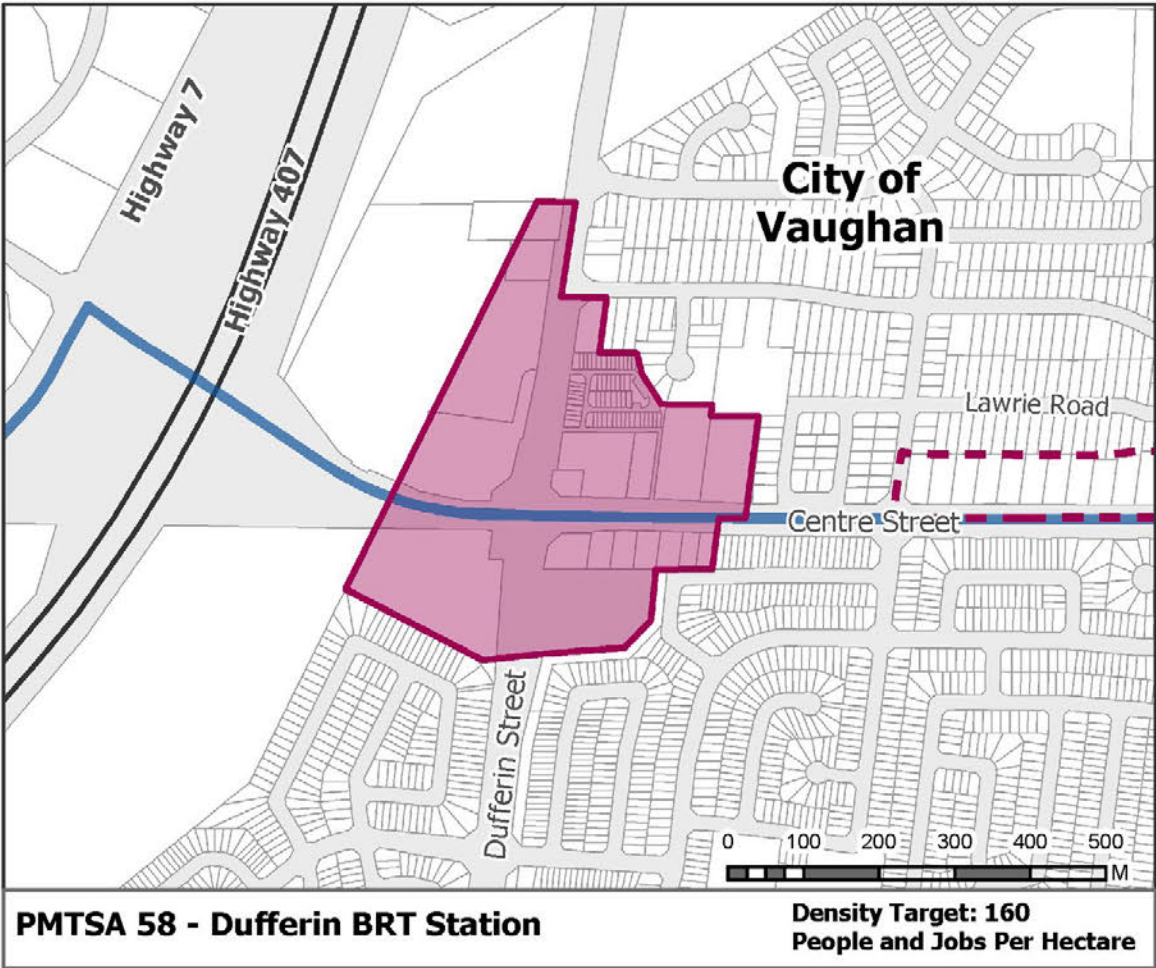 Highway 7
Highway 407
City of
Vaughan
Lawrie Road
Centre Street
Dufferin Street
0 100 200 300 400 500
M
PMTSA 58 - Dufferin BRT Station
Density Target: 160
People and Jobs Per Hectare